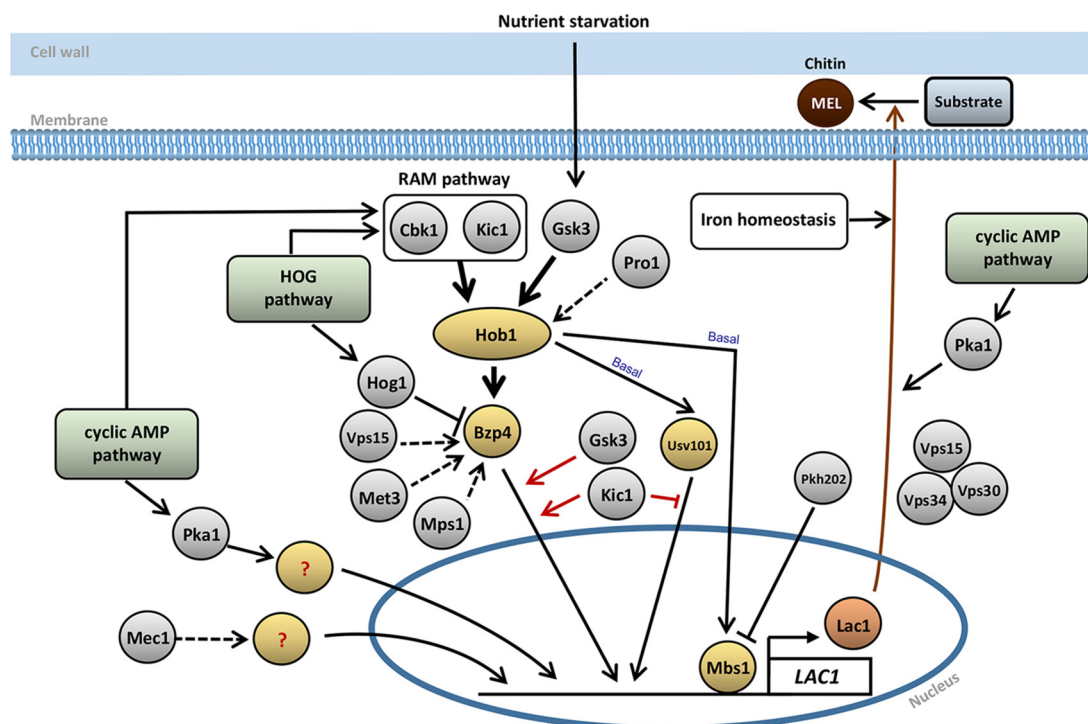 Nutrient starvation
Cell wall
Chitin
MEL
Substrate
Membrane
RAM pathway
Cbk1
Kic1
Gsk3
Iron homeostasis
cyclic AMP
pathway
HOG
pathway
Pro1
Hob1
Basal
Basal
Pka1
Hog1
Bzp4
Usv101
Vps15
Gsk3
cyclic AMP
pathway
Vps15
Met3
Kic1
Pkh202
Vps34
Vps30
Mps1
Pka1
?
Mec1
?
Lac1
Mbs1
LAC1
Nucleus